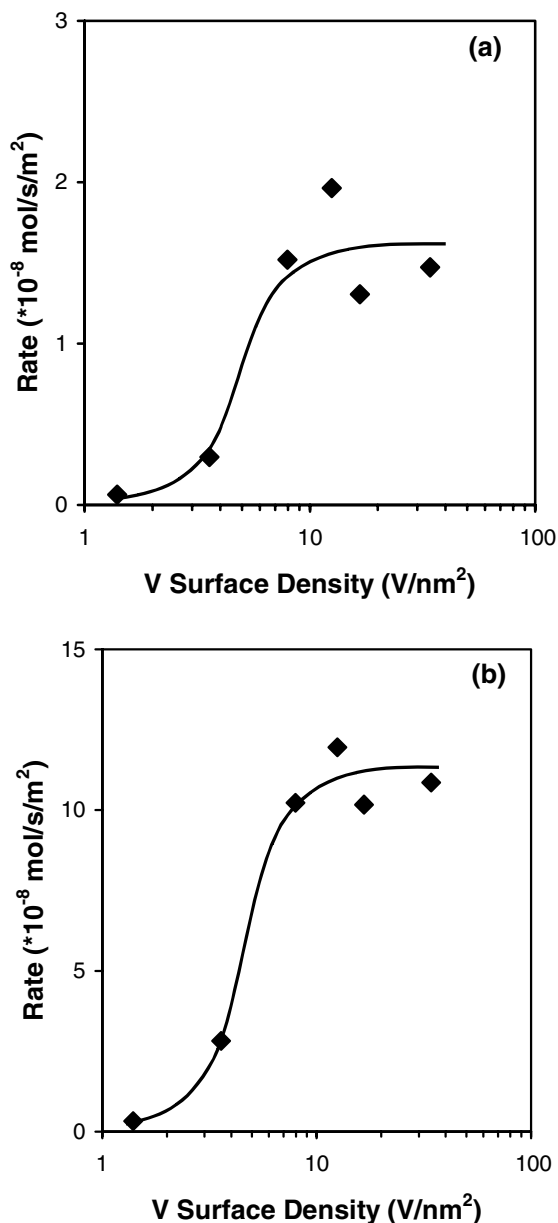 (a)
3
2
1
0
Rate (*10⁻⁸ mol/s/m²)
1 10 100
V Surface Density (V/nm²)
(b)
15
10
5
0
Rate (*10⁻⁸ mol/s/m²)
1 10 100
V Surface Density (V/nm²)